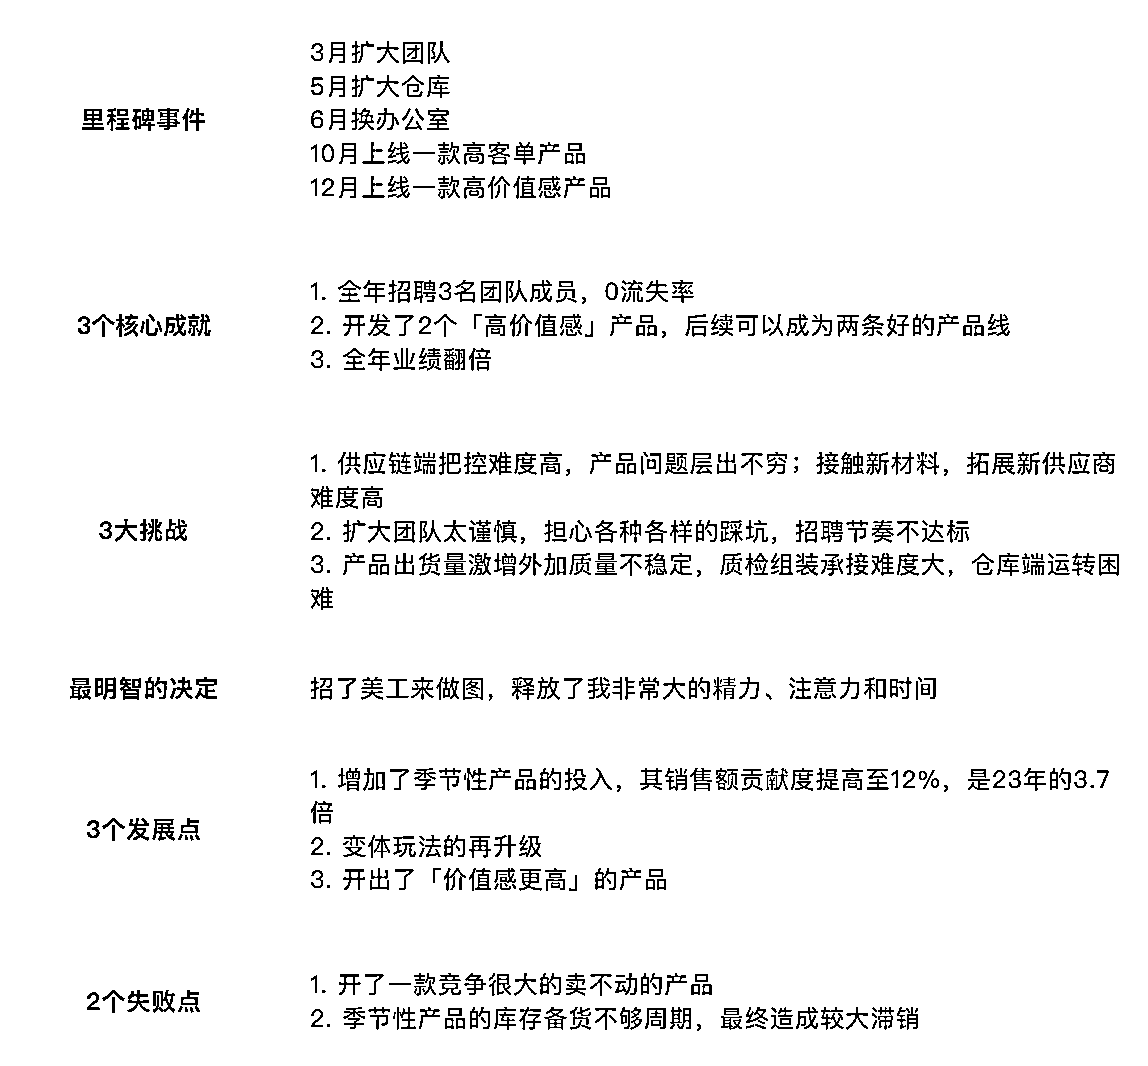 里程碑事件
3月扩大团队
5月扩大仓库
6月换办公室
10月上线一款高客单产品
12月上线一款高价值感产品
3个核心成就
1. 全年招聘3名团队成员，0流失率
2. 开发了2个「高价值感」产品，后续可以成为两条好的产品线
3. 全年业绩翻倍
3大挑战
1. 供应链端把控难度高，产品问题层出不穷；接触新材料，拓展新供应商
难度高
2. 扩大团队太谨慎，担心各种各样的踩坑，招聘节奏不达标
3. 产品出货量激增外加质量不稳定，质检组装承接难度大，仓库端运转困
难
最明智的决定
招了美工来做图，释放了我非常大的精力、注意力和时间
3个发展点
1. 增加了季节性产品的投入，其销售额贡献度提高至12%，是23年的3.7
倍
2. 变体玩法的再升级
3. 开出了「价值感更高」的产品
2个失败点
1. 开了一款竞争很大的卖不动的产品
2. 季节性产品的库存备货不够周期，最终造成较大滞销